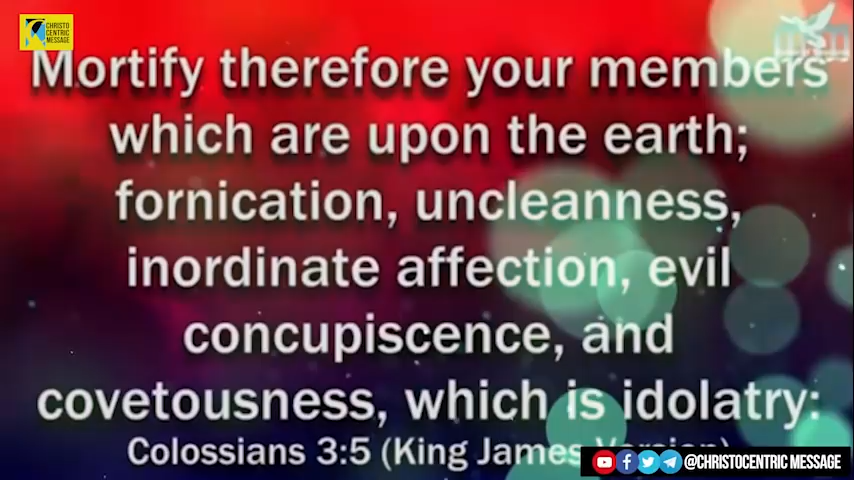 CHRISTO
CENTRIC
MESSAGE
Mortify therefore your members
which are upon the earth;
fornication, uncleanness,
inordinate affection, evil
concupiscence, and
covetousness, which is idolatry:
Colossians 3:5 (King James Version)
@CHRISTOCENTRIC MESSAGE